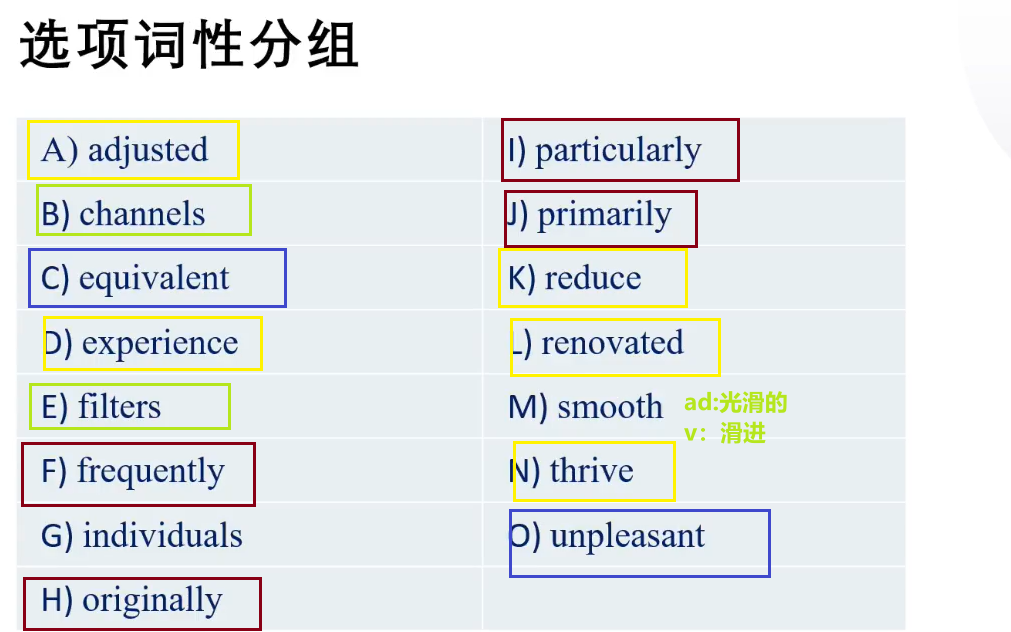 选项词性分组
A) adjusted
B) channels
C) equivalent
D) experience
E) filters
F) frequently
G) individuals
H) originally
I) particularly
J) primarily
K) reduce
L) renovated
M) smooth
ad:光滑的
v：滑进
N) thrive
O) unpleasant